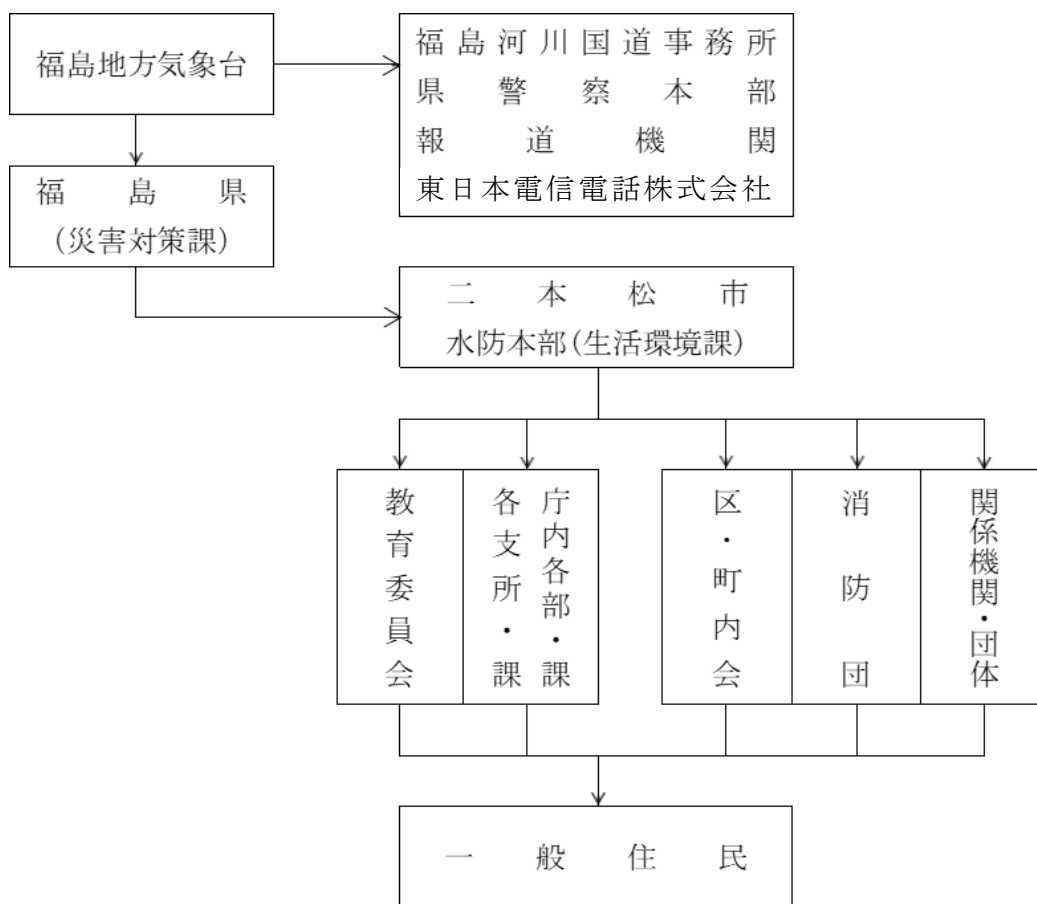 福島地方気象台
福島河川国道事務所
県警察本部
報道機関
東日本電信電話株式会社
福島県
(災害対策課)
二本松市
水防本部(生活環境課)
教育委員会
庁内各部・課
各支所・課
区・町内会
消防団
関係機関・団体
一般住民